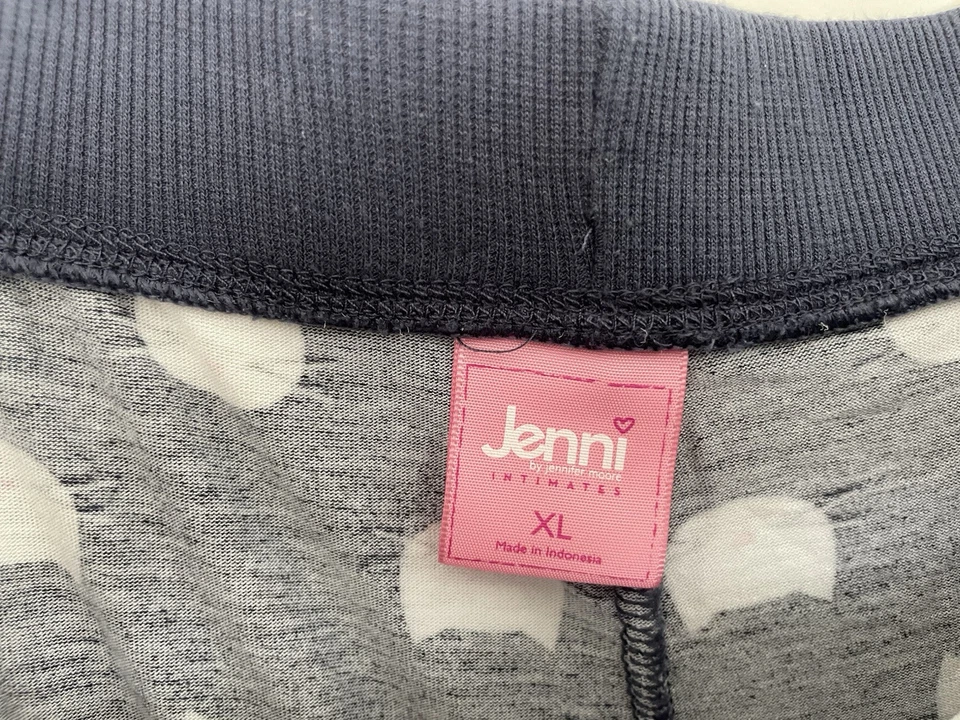 Jenni
by jennifer moore
INTIMATES
XL
Made in Indonesia